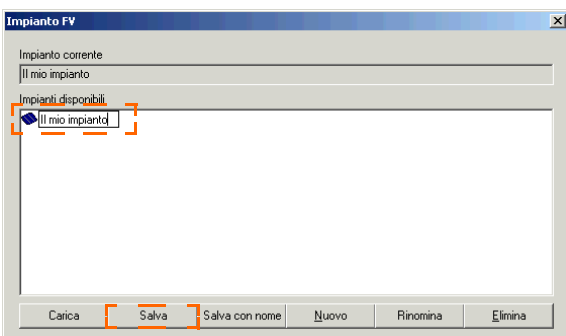 Impianto FV
Impianto corrente
Il mio impianto
Impianti disponibili
Il mio impianto
Carica Salva Salva con nome Nuovo Rinomina Elimina